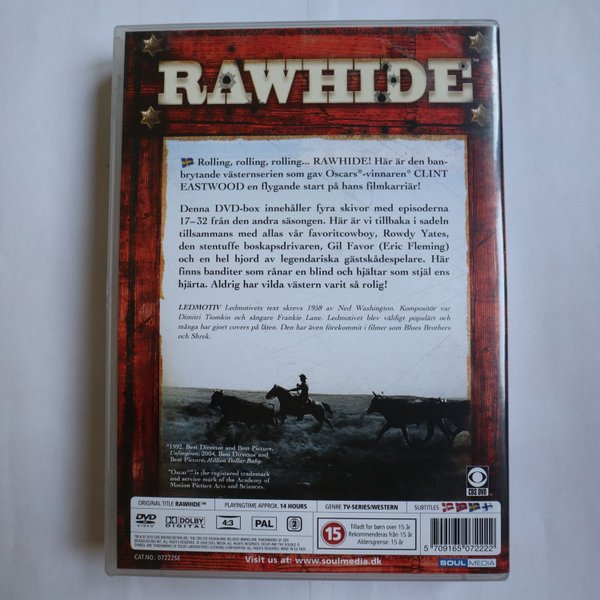 RAWHIDE™
Rolling, rolling, rolling... RAWHIDE! Här är den ban-
brytande västernserien som gav Oscars®-vinnaren* CLINT
EASTWOOD en flygande start på hans filmkarriär!
Denna DVD-box innehåller fyra skivor med episoderna
17–32 från den andra säsongen. Här är vi tillbaka i sadeln
tillsammans med allas vår favoritcowboy, Rowdy Yates,
den stentuffe boskapsdrivaren, Gil Favor (Eric Fleming)
och en hel hjord av legendariska gästskådespelare. Här
finns banditer som rånar en blind och hjältar som stjäl ens
hjärta. Aldrig har vilda västern varit så rolig!
LEDMOTIV Ledmotivets text skrevs 1958 av Ned Washington. Kompositör var
Dimitri Tiomkin och sångare Frankie Lane. Ledmotivet blev väldigt populärt och
många har gjort covers på låten. Den har även förekommit i filmer som Blues Brothers
och Shrek.
*1992, Best Director and Best Picture,
Unforgiven; 2004, Best Director and
Best Picture, Million Dollar Baby.
"Oscar®" is the registered trademark
and service mark of the Academy of
Motion Picture Arts and Sciences.
CBS DVD
ORIGINAL TITLE RAWHIDE™ PLAYINGTIME APPROX. 14 HOURS GENRE TV-SERIES/WESTERN SUBTITLES
DVD VIDEO DOLBY DIGITAL 4:3 PAL 2 15
Tilladt for børn over 15 år
Rekommenderas från 15 år
Aldersgrense: 15 år
5 709165 072222
CAT.NO.: 072225E Visit us at: www.soulmedia.dk SOUL MEDIA